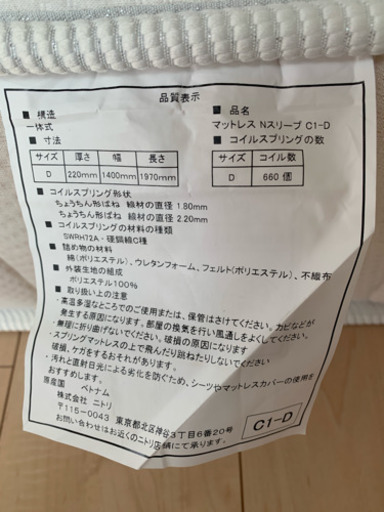 品質表示
■ 構造
一体式
■ 品名
マットレス Nスリープ C1-D
■ 寸法
サイズ 厚さ 幅 長さ
D 220mm 1400mm 1970mm
■ コイルスプリングの数
サイズ コイル数
D 660 個
■ コイルスプリング形状
ちょうちん形ばね 線材の直径 1.80mm
ちょうちん形ばね 線材の直径 2.20mm
■ コイルスプリングの材料の種類
SWRH72A・硬鋼線C種
■ 詰め物の材料
綿(ポリエステル)、ウレタンフォーム、フェルト(ポリエステル)、不織布
■ 外装生地の組成
ポリエステル100%
■ 取り扱い上の注意
・高温多湿なところでのご使用または、保管はさけてください。カビなどが
発生する原因になります。部屋の換気を行い風通しをよくしてください。
・無理に折り曲げないでください。破損の原因になります
・スプリングマットレスの上で飛んだり跳ねたりしないでください
破損、ケガをするおそれがあります。
・汚れと直射日光による劣化を防ぐため、シーツやマットレスカバーの使用を
おすすめします。
原産国 ベトナム
株式会社 ニトリ
〒115-0043 東京都北区神谷3丁目6番20号
お問い合わせはお近くのニトリ店舗にて承ります。
C1-D